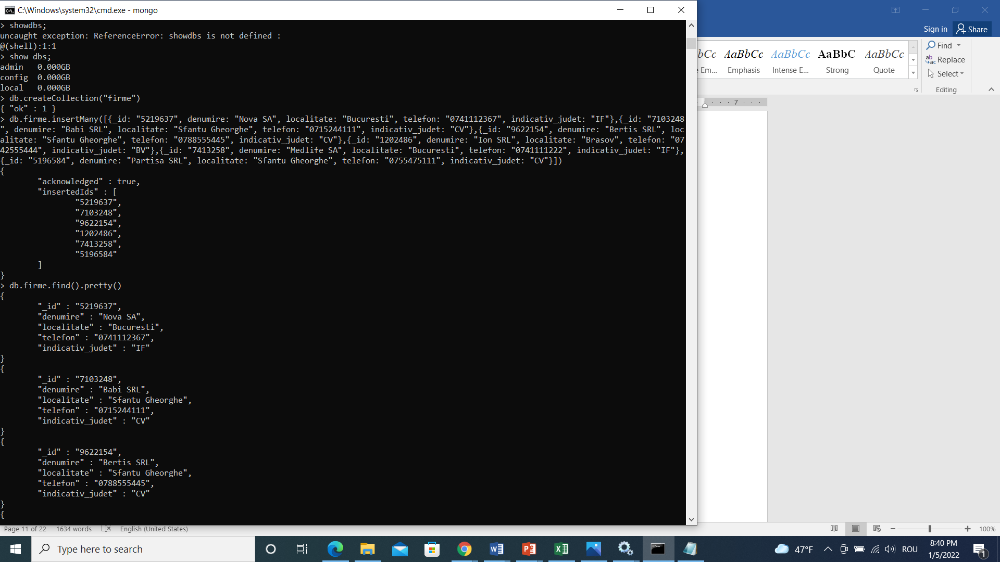 C:\Windows\system32\cmd.exe - mongo
> showdbs;
uncaught exception: ReferenceError: showdbs is not defined :
@(shell):1:1
> show dbs;
admin   0.000GB
config  0.000GB
local   0.000GB
> db.createCollection("firme")
{ "ok" : 1 }
> db.firme.insertMany([{_id: "5219637", denumire: "Nova SA", localitate: "Bucuresti", telefon: "0741112367", indicativ_judet: "IF"},{_id: "7103248
", denumire: "Babi SRL", localitate: "Sfantu Gheorghe", telefon: "0715244111", indicativ_judet: "CV"},{_id: "9622154", denumire: "Bertis SRL", loc
alitate: "Sfantu Gheorghe", telefon: "0788555445", indicativ_judet: "CV"},{_id: "1202486", denumire: "Ion SRL", localitate: "Brasov", telefon: "07
42555444", indicativ_judet: "BV"},{_id: "7413258", denumire: "Medlife SA", localitate: "Bucuresti", telefon: "0741111222", indicativ_judet: "IF"},
{_id: "5196584", denumire: "Partisa SRL", localitate: "Sfantu Gheorghe", telefon: "0755475111", indicativ_judet: "CV"}])
{
"acknowledged" : true,
"insertedIds" : [
"5219637",
"7103248",
"9622154",
"1202486",
"7413258",
"5196584"
]
}
> db.firme.find().pretty()
{
"_id" : "5219637",
"denumire" : "Nova SA",
"localitate" : "Bucuresti",
"telefon" : "0741112367",
"indicativ_judet" : "IF"
}
{
"_id" : "7103248",
"denumire" : "Babi SRL",
"localitate" : "Sfantu Gheorghe",
"telefon" : "0715244111",
"indicativ_judet" : "CV"
}
{
"_id" : "9622154",
"denumire" : "Bertis SRL",
"localitate" : "Sfantu Gheorghe",
"telefon" : "0788555445",
"indicativ_judet" : "CV"
}
{
Sign in Share
bCc AaBbCc AaBbCc AaBbC AaBbCc
Em... Emphasis Intense E... Strong Quote
Find
Replace
Select
Editing
7
Page 11 of 22 1634 words English (United States) 100%
Type here to search
47°F ROU 8:40 PM
1/5/2022
1